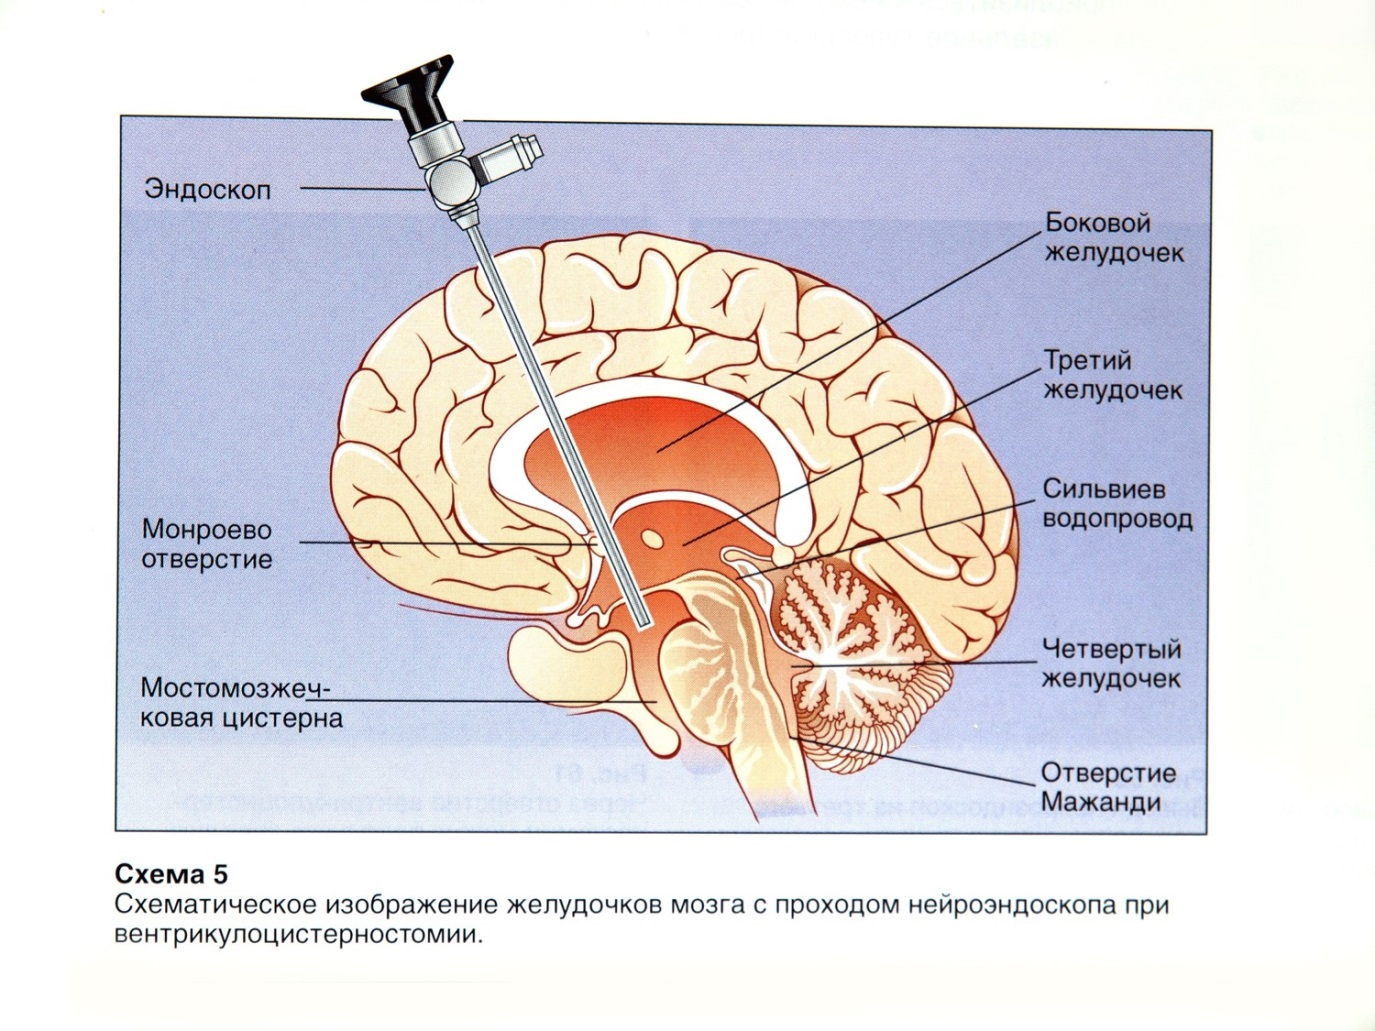 Эндоскоп
Боковой
желудочек
Третий
желудочек
Сильвиев
водопровод
Монроево
отверстие
Четвертый
желудочек
Мостомозжеч-
ковая цистерна
Отверстие
Мажанди
Схема 5
Схематическое изображение желудочков мозга с проходом нейроэндоскопа при
вентрикулоцистерностомии.